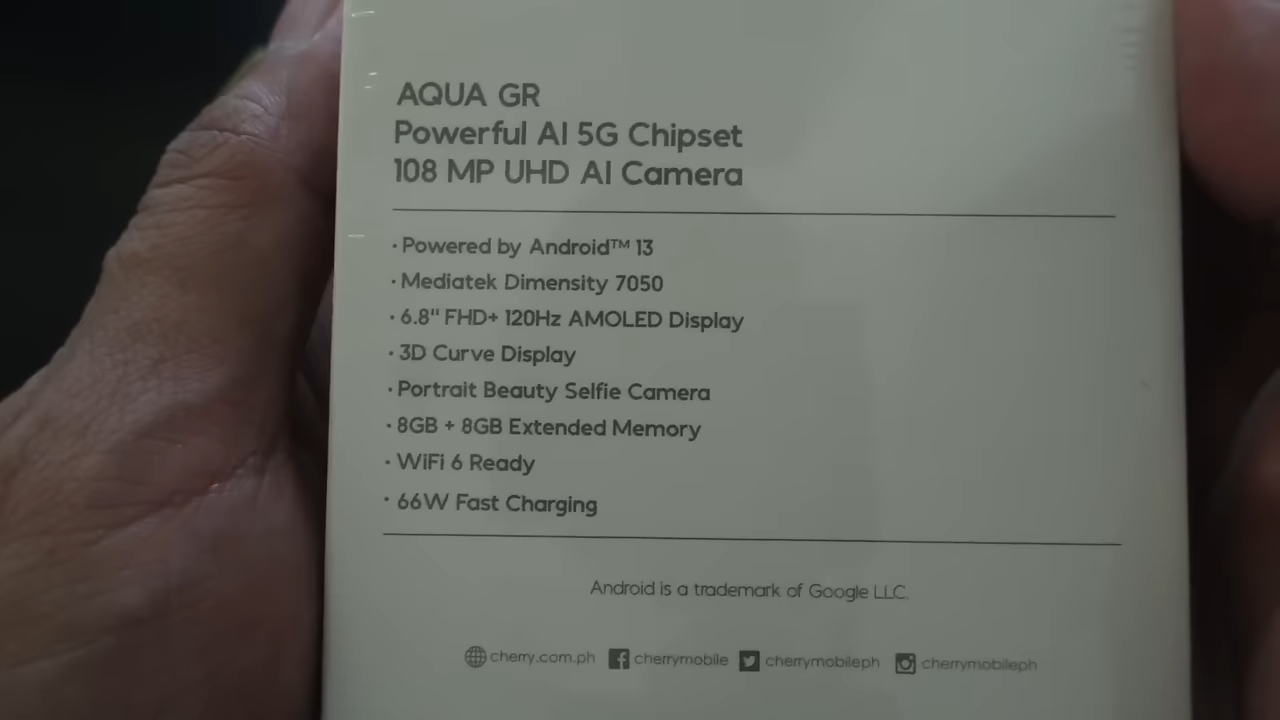 AQUA GR
Powerful AI 5G Chipset
108 MP UHD AI Camera
· Powered by Android™ 13
· Mediatek Dimensity 7050
· 6.8" FHD+ 120Hz AMOLED Display
· 3D Curve Display
· Portrait Beauty Selfie Camera
· 8GB + 8GB Extended Memory
· WiFi 6 Ready
· 66W Fast Charging
Android is a trademark of Google LLC.
cherry.com.ph cherrymobile cherrymobileph cherrymobileph